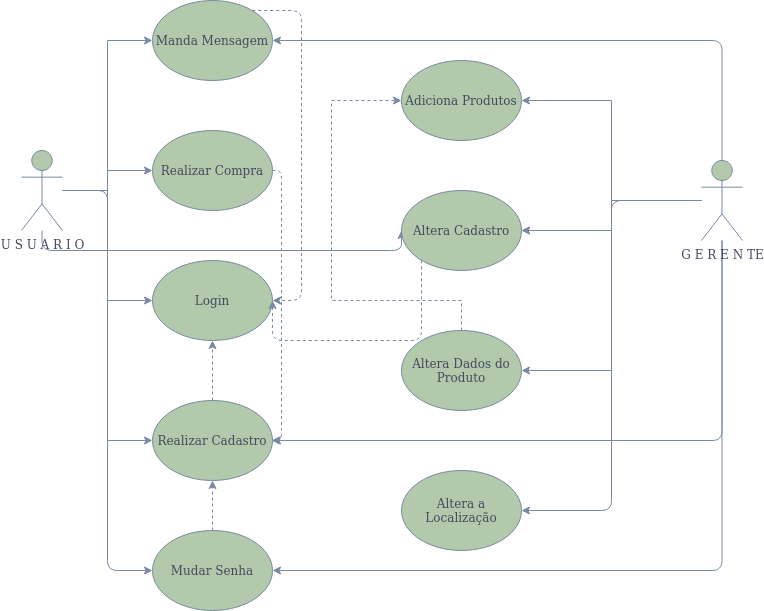 Manda Mensagem
Adiciona Produtos
Realizar Compra
Altera Cadastro
USUARIO
GERENTE
Login
Altera Dados do
Produto
Realizar Cadastro
Altera a
Localização
Mudar Senha